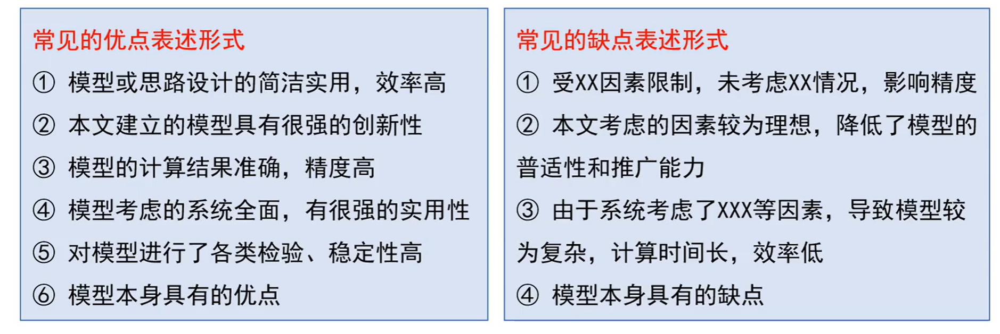 常见的优点表述形式
① 模型或思路设计的简洁实用，效率高
② 本文建立的模型具有很强的创新性
③ 模型的计算结果准确，精度高
④ 模型考虑的系统全面，有很强的实用性
⑤ 对模型进行了各类检验、稳定性高
⑥ 模型本身具有的优点
常见的缺点表述形式
① 受XX因素限制，未考虑XX情况，影响精度
② 本文考虑的因素较为理想，降低了模型的
普适性和推广能力
③ 由于系统考虑了XXX等因素，导致模型较
为复杂，计算时间长，效率低
④ 模型本身具有的缺点